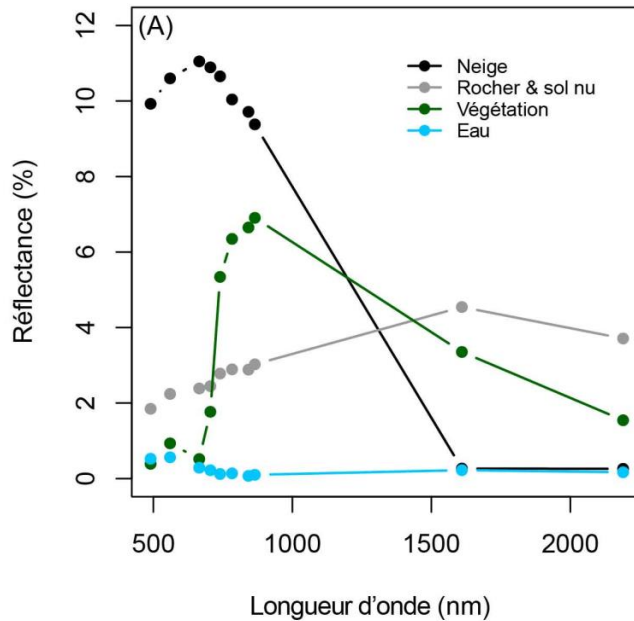 (A)
Neige
Rocher & sol nu
Végétation
Eau
12
10
8
6
4
2
0
Réflectance (%)
500 1000 1500 2000
Longueur d'onde (nm)